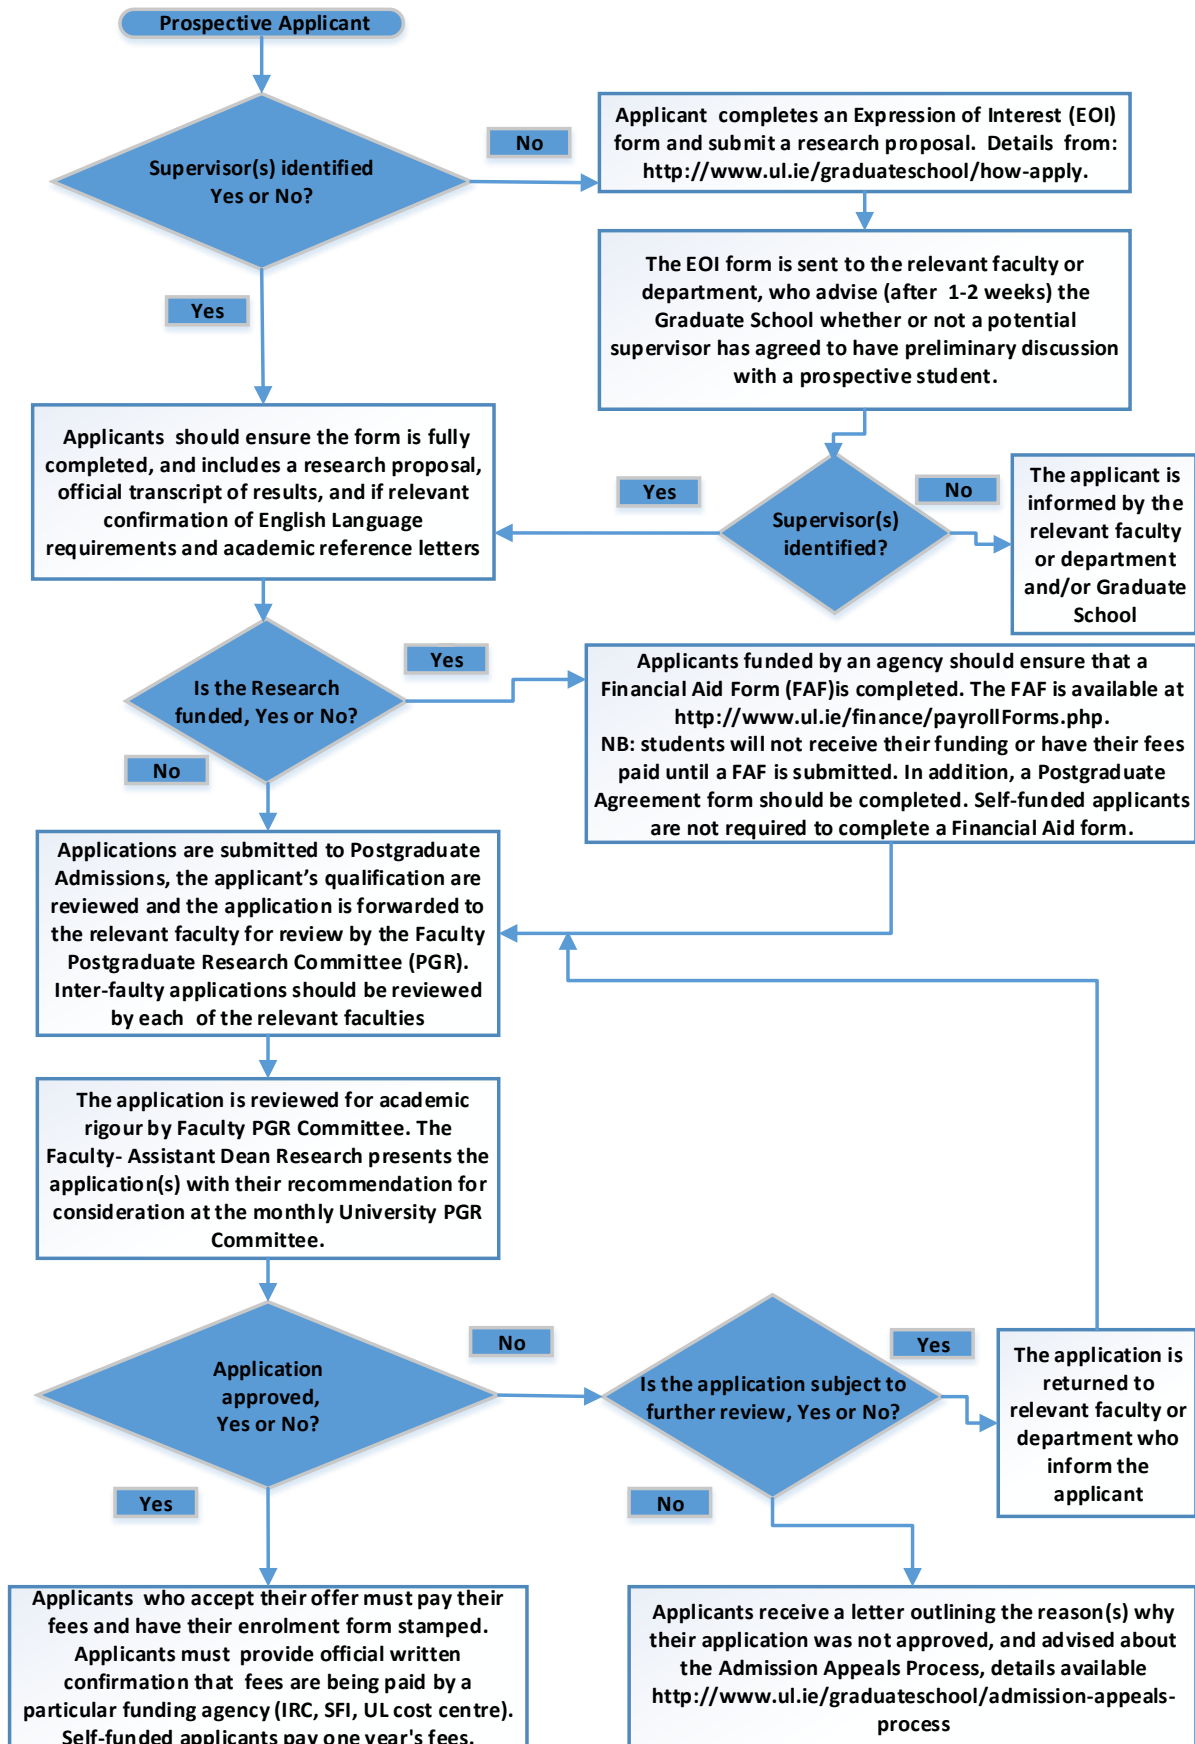 Prospective Applicant
Supervisor(s) identified
Yes or No?
No
Applicant completes an Expression of Interest (EOI)
form and submit a research proposal. Details from:
http://www.ul.ie/graduateschool/how-apply.
The EOI form is sent to the relevant faculty or
department, who advise (after 1-2 weeks) the
Graduate School whether or not a potential
supervisor has agreed to have preliminary discussion
with a prospective student.
Yes
Applicants should ensure the form is fully
completed, and includes a research proposal,
official transcript of results, and if relevant
confirmation of English Language
requirements and academic reference letters
Yes
Supervisor(s)
identified?
No
The applicant is
informed by the
relevant faculty
or department
and/or Graduate
School
Is the Research
funded, Yes or No?
Yes
Applicants funded by an agency should ensure that a
Financial Aid Form (FAF)is completed. The FAF is available at
http://www.ul.ie/finance/payrollForms.php.
NB: students will not receive their funding or have their fees
paid until a FAF is submitted. In addition, a Postgraduate
Agreement form should be completed. Self-funded applicants
are not required to complete a Financial Aid form.
No
Applications are submitted to Postgraduate
Admissions, the applicant's qualification are
reviewed and the application is forwarded to
the relevant faculty for review by the Faculty
Postgraduate Research Committee (PGR).
Inter-faulty applications should be reviewed
by each of the relevant faculties
The application is reviewed for academic
rigour by Faculty PGR Committee. The
Faculty- Assistant Dean Research presents the
application(s) with their recommendation for
consideration at the monthly University PGR
Committee.
Application
approved,
Yes or No?
No
Is the application subject to
further review, Yes or No?
Yes
The application is
returned to
relevant faculty or
department who
inform the
applicant
Yes
No
Applicants who accept their offer must pay their
fees and have their enrolment form stamped.
Applicants must provide official written
confirmation that fees are being paid by a
particular funding agency (IRC, SFI, UL cost centre).
Self-funded applicants pay one year's fees.
Applicants receive a letter outlining the reason(s) why
their application was not approved, and advised about
the Admission Appeals Process, details available
http://www.ul.ie/graduateschool/admission-appeals-
process